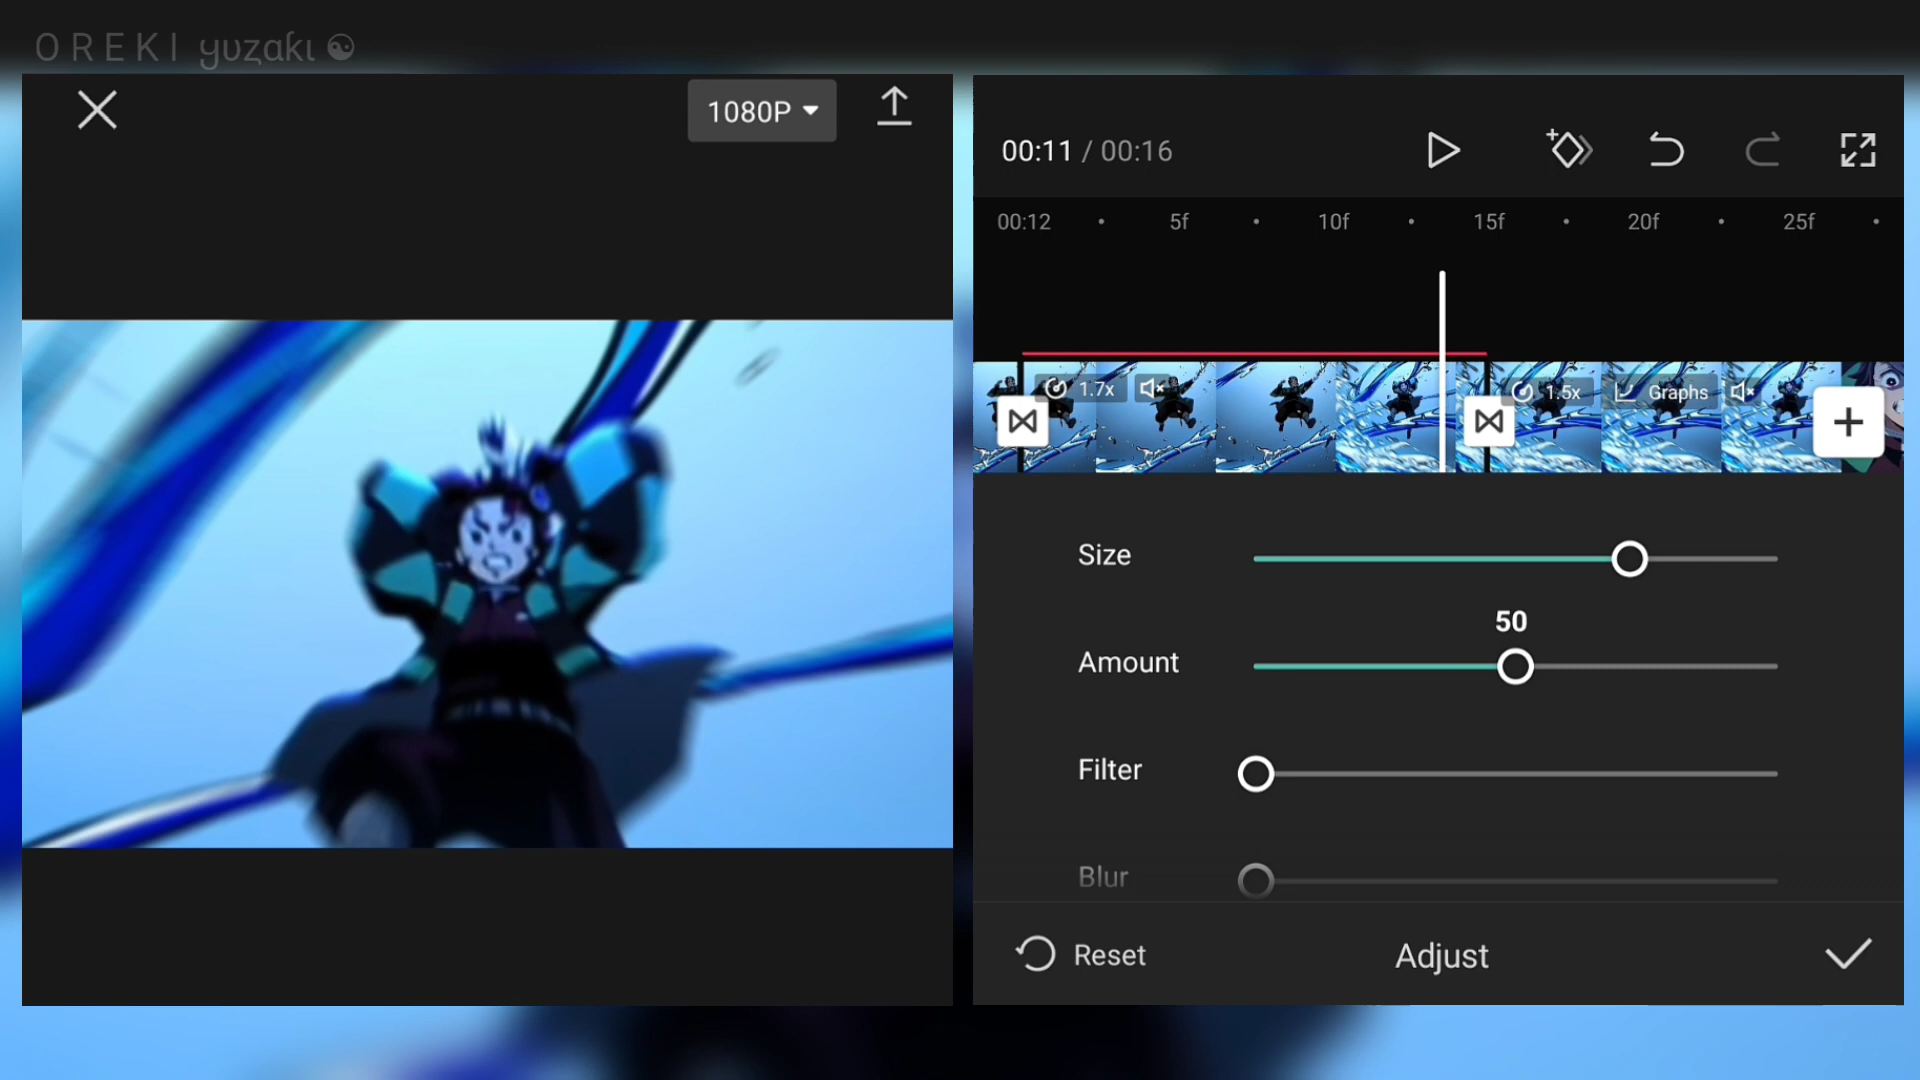 OREKI yuzaki
1080P
00:11 / 00:16
00:12 5f 10f 15f 20f 25f
1.7x 1.5x Graphs
Size
50
Amount
Filter
Blur
Reset Adjust